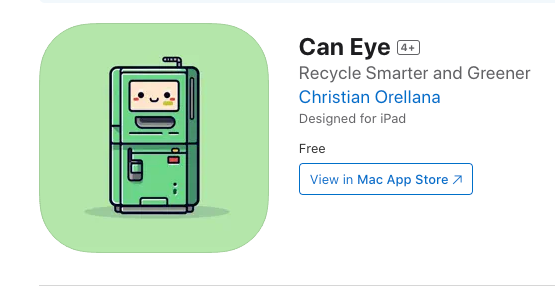 Can Eye 4+
Recycle Smarter and Greener
Christian Orellana
Designed for iPad
Free
View in Mac App Store ↗